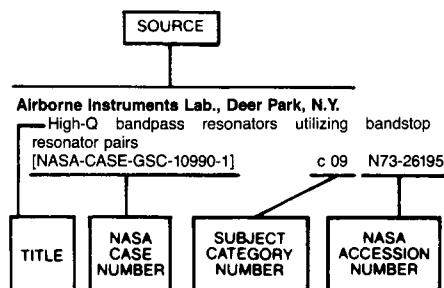 SOURCE
Airborne Instruments Lab., Deer Park, N.Y.
High-Q bandpass resonators utilizing bandstop
resonator pairs
[NASA-CASE-GSC-10990-1] c 09 N73-26195
TITLE
NASA
CASE
NUMBER
SUBJECT
CATEGORY
NUMBER
NASA
ACCESSION
NUMBER